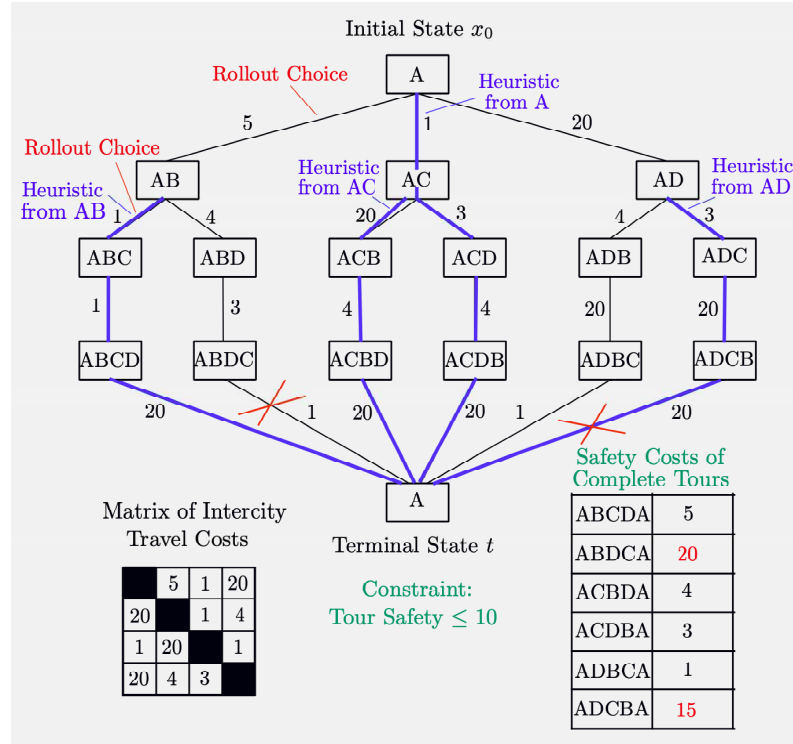 Initial State x₀
Rollout Choice
A
Heuristic
from A
5
1
20
Rollout Choice
Heuristic
from AB
AB
Heuristic
from AC
AC
AD
Heuristic
from AD
1
4
20
3
4
3
ABC
ABD
ACB
ACD
ADB
ADC
1
3
4
4
20
20
ABCD
ABDC
ACBD
ACDB
ADBC
ADCB
20
1
20
20
1
20
A
Terminal State t
Matrix of Intercity
Travel Costs
5 1 20
20 1 4
1 20 1
20 4 3
Constraint:
Tour Safety ≤ 10
Safety Costs of
Complete Tours
ABCDA 5
ABDCA 20
ACBDA 4
ACDBA 3
ADBCA 1
ADCBA 15